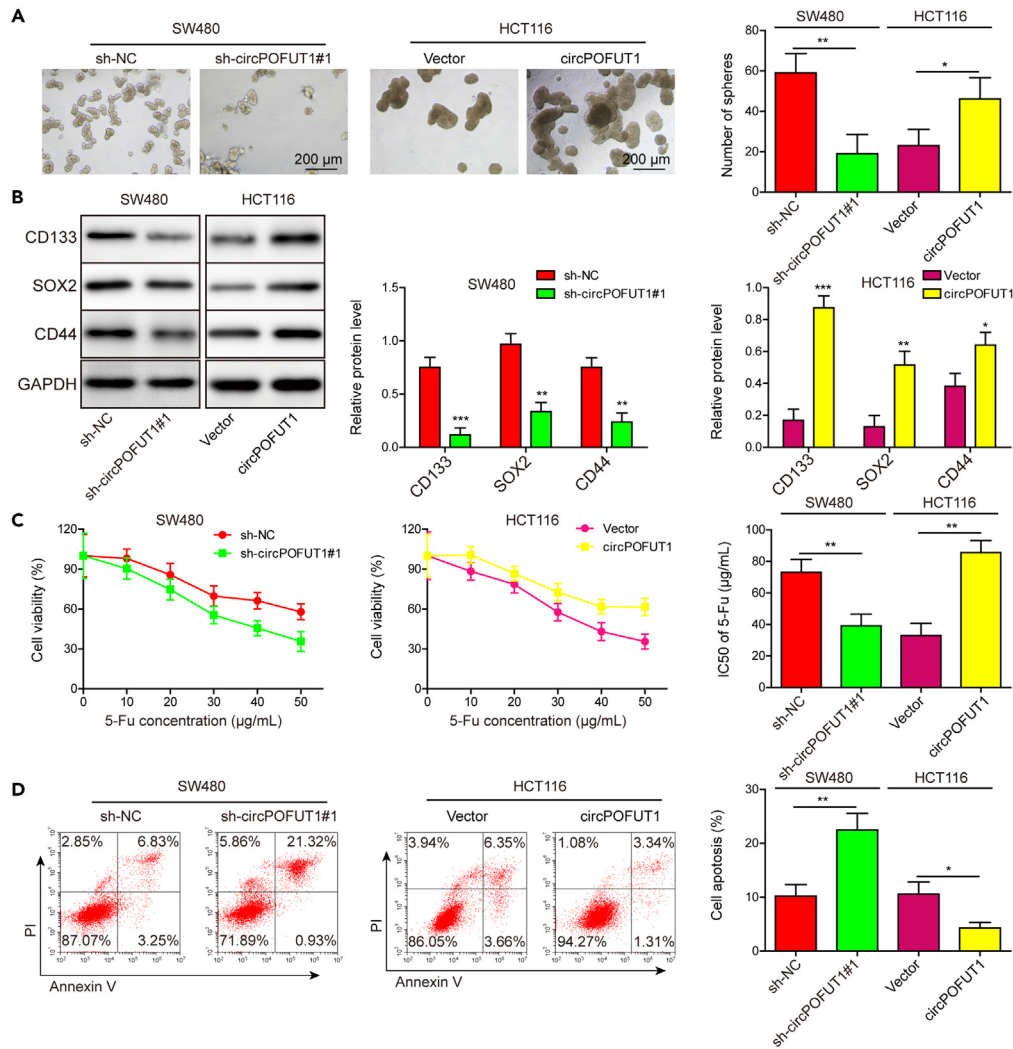 A
SW480
sh-NC
sh-circPOFUT1#1
200 µm
HCT116
Vector
circPOFUT1
200 µm
SW480
HCT116
**
*
Number of spheres
80
60
40
20
0
sh-NC
sh-circPOFUT1#1
Vector
circPOFUT1
B
SW480
HCT116
CD133
SOX2
CD44
GAPDH
sh-NC
sh-circPOFUT1#1
Vector
circPOFUT1
sh-NC
sh-circPOFUT1#1
SW480
Relative protein level
1.5
1.0
0.5
0.0
***
**
**
CD133
SOX2
CD44
Vector
circPOFUT1
HCT116
Relative protein level
1.0
0.8
0.6
0.4
0.2
0.0
***
**
*
CD133
SOX2
CD44
C
SW480
sh-NC
sh-circPOFUT1#1
Cell viability (%)
120
90
60
30
0
0 10 20 30 40 50
5-Fu concentration (µg/mL)
HCT116
Vector
circPOFUT1
Cell viability (%)
120
90
60
30
0
0 10 20 30 40 50
5-Fu concentration (µg/mL)
SW480
HCT116
**
**
IC50 of 5-Fu (µg/mL)
100
80
60
40
20
0
sh-NC
sh-circPOFUT1#1
Vector
circPOFUT1
D
SW480
sh-NC
sh-circPOFUT1#1
2.85% 6.83%
87.07% 3.25%
5.86% 21.32%
71.89% 0.93%
PI
Annexin V
HCT116
Vector
circPOFUT1
3.94% 6.35%
86.05% 3.66%
1.08% 3.34%
94.27% 1.31%
PI
Annexin V
SW480
HCT116
**
*
Cell apotosis (%)
30
20
10
0
sh-NC
sh-circPOFUT1#1
Vector
circPOFUT1